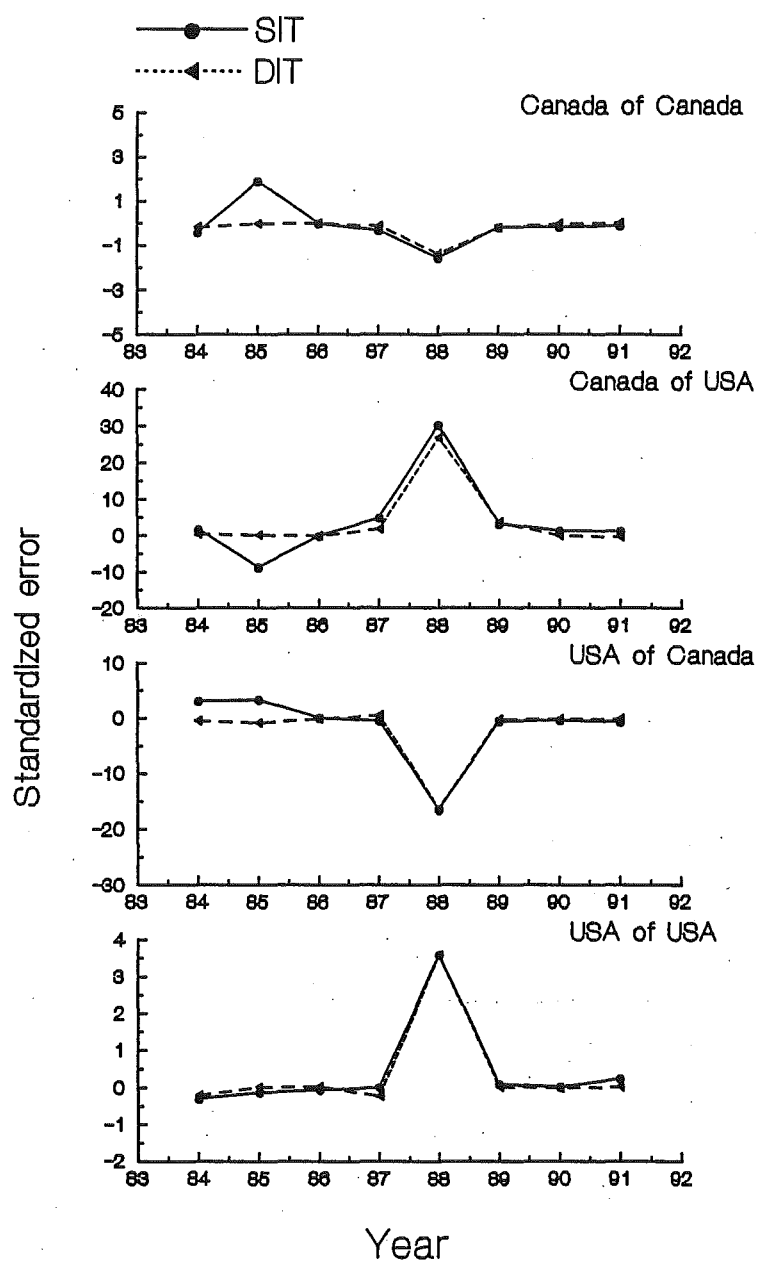 SIT
DIT
Canada of Canada
5
3
1
-1
-3
-5
83 84 85 86 87 88 89 90 91 92
Canada of USA
40
30
20
10
0
-10
-20
83 84 85 86 87 88 89 90 91 92
USA of Canada
10
0
-10
-20
-30
83 84 85 86 87 88 89 90 91 92
USA of USA
4
3
2
1
0
-1
-2
83 84 85 86 87 88 89 90 91 92
Standardized error
Year